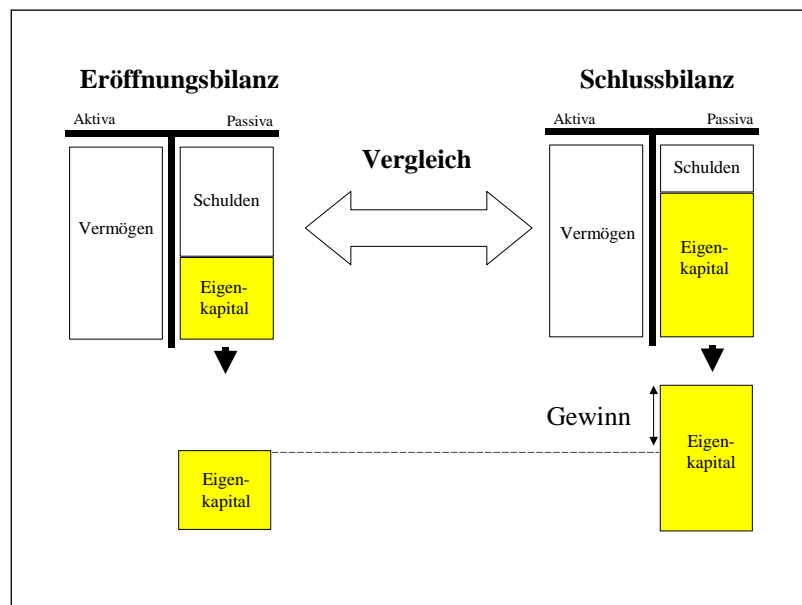 Eröffnungsbilanz
Aktiva Passiva
Vermögen
Schulden
Eigen-
kapital
Vergleich
Schlussbilanz
Aktiva Passiva
Vermögen
Schulden
Eigen-
kapital
Gewinn
Eigen-
kapital
Eigen-
kapital